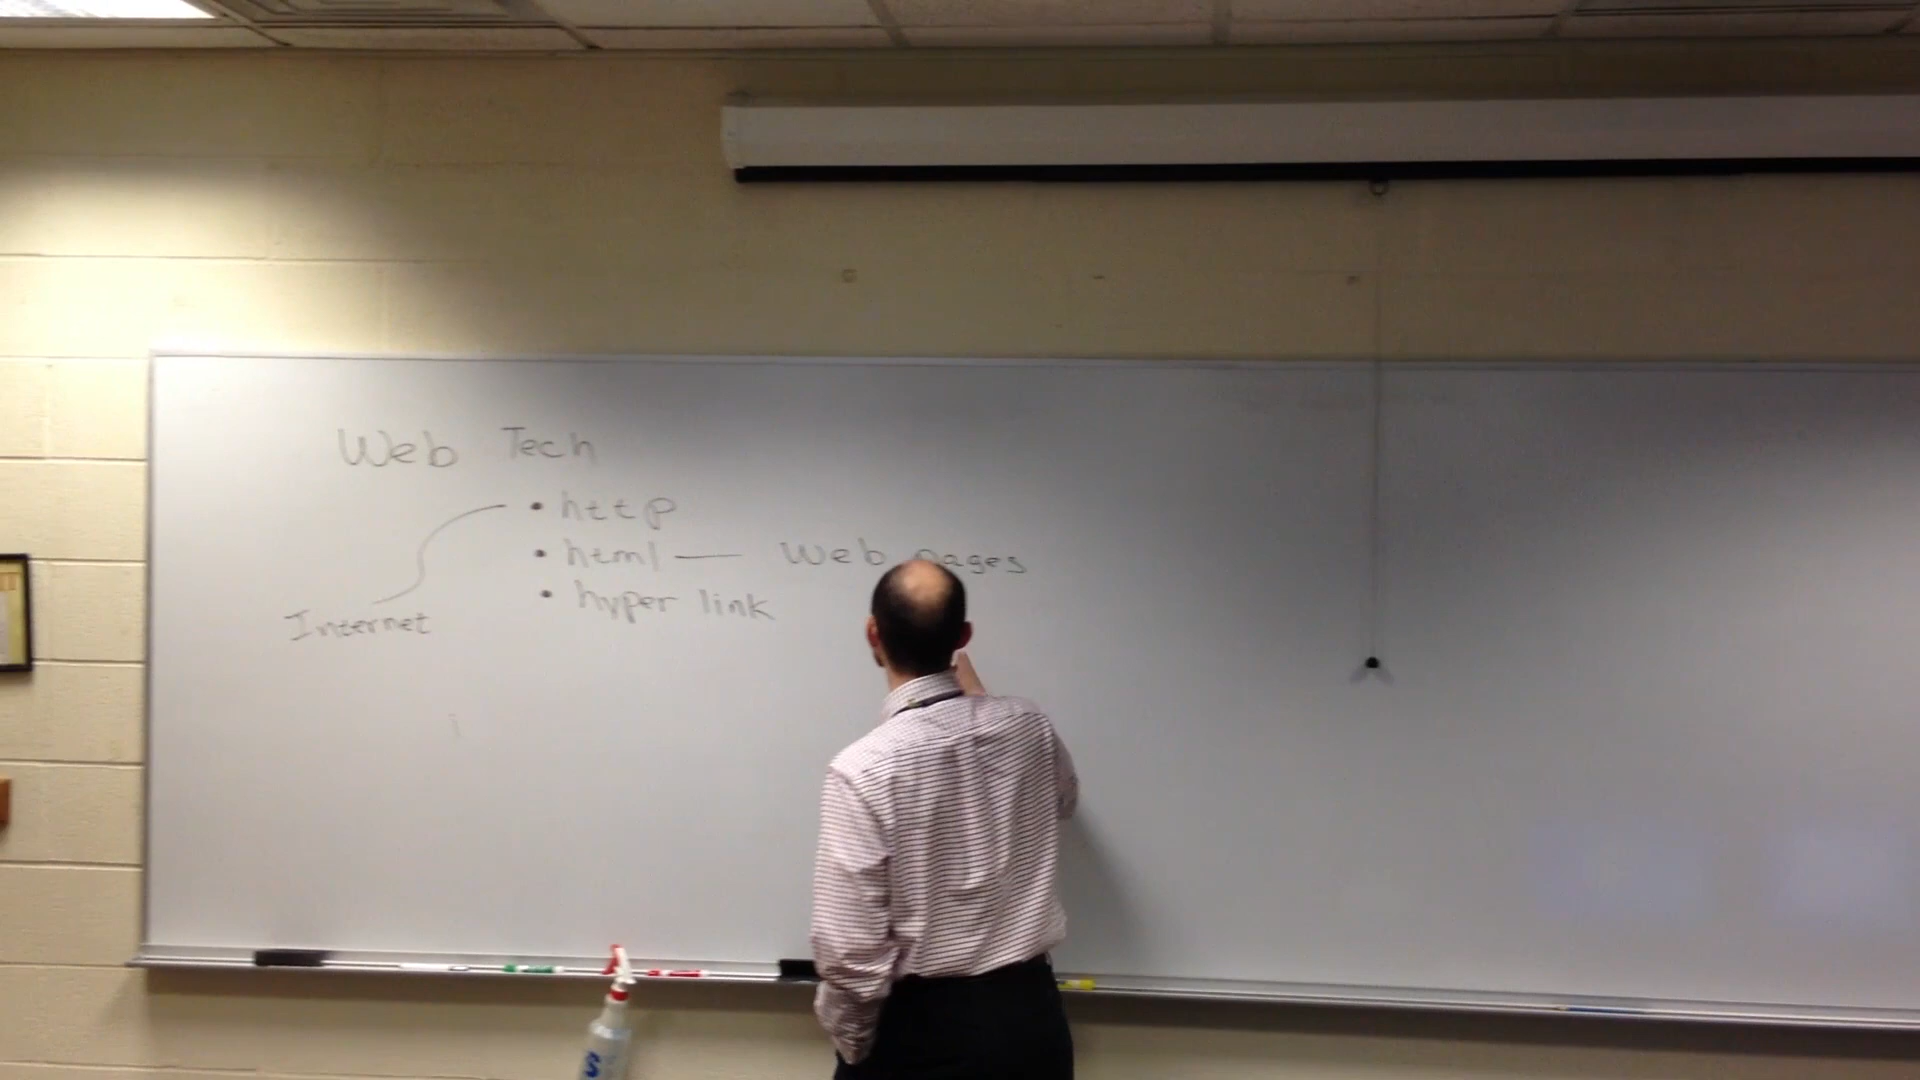 Web Tech
• http
• html — Web pages
• hyper link
Internet